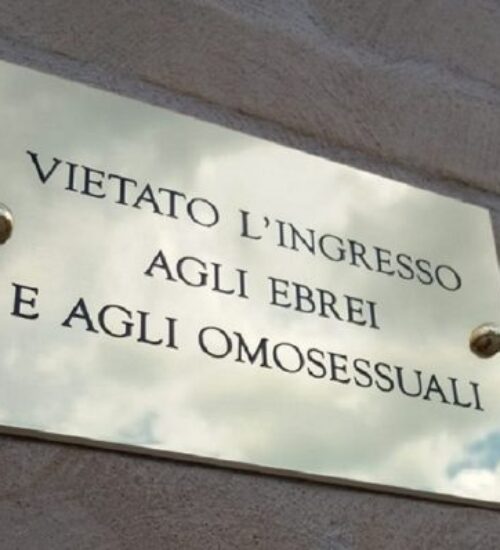 VIETATO L'INGRESSO
AGLI EBREI
E AGLI OMOSESSUALI